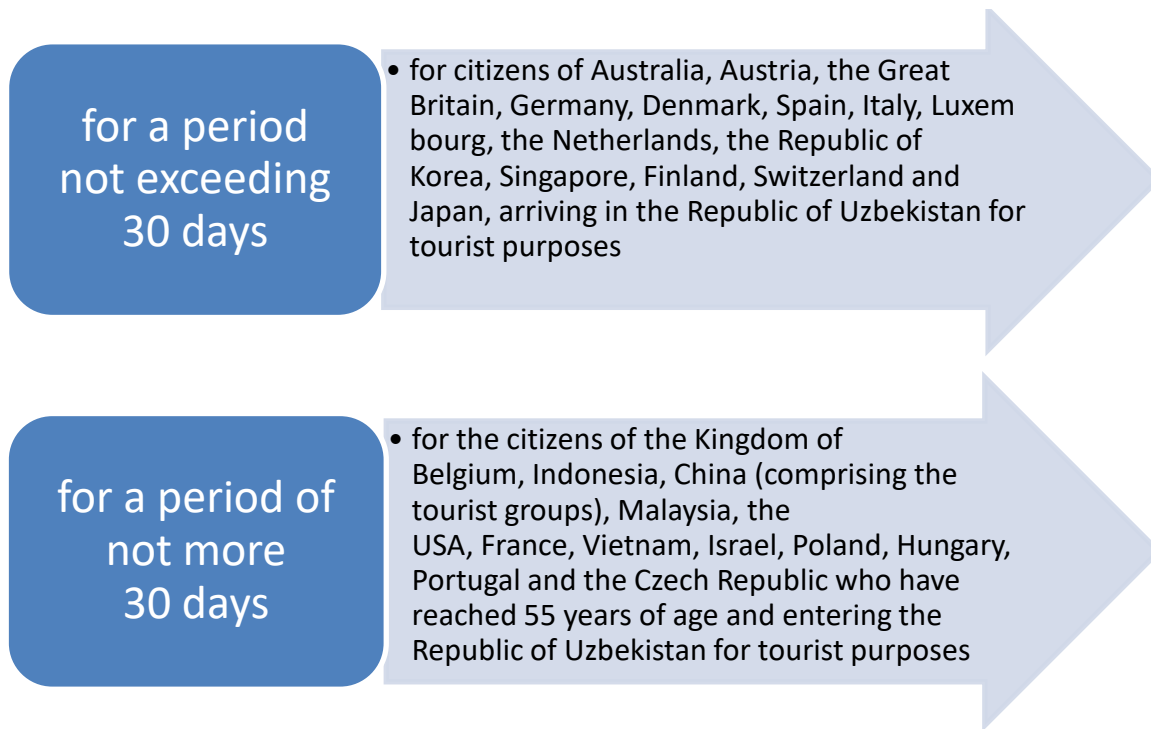 for a period
not exceeding
30 days
• for citizens of Australia, Austria, the Great
Britain, Germany, Denmark, Spain, Italy, Luxem
bourg, the Netherlands, the Republic of
Korea, Singapore, Finland, Switzerland and
Japan, arriving in the Republic of Uzbekistan for
tourist purposes
for a period of
not more
30 days
• for the citizens of the Kingdom of
Belgium, Indonesia, China (comprising the
tourist groups), Malaysia, the
USA, France, Vietnam, Israel, Poland, Hungary,
Portugal and the Czech Republic who have
reached 55 years of age and entering the
Republic of Uzbekistan for tourist purposes